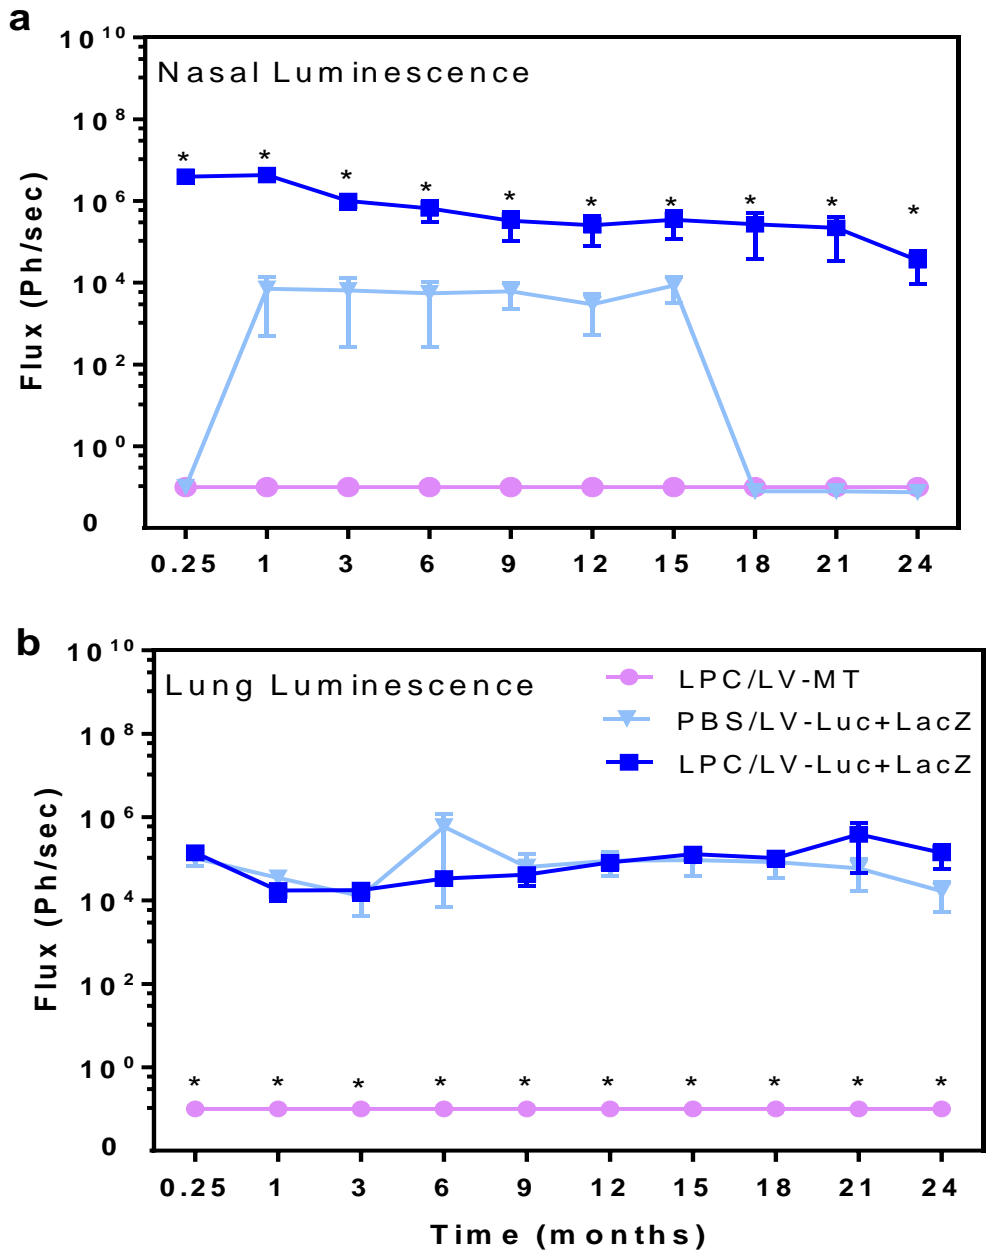 a
Nasal Luminescence
Flux (Ph/sec)
10^10
10^8
10^6
10^4
10^2
10^0
0
* * * * * * * * * *
0.25 1 3 6 9 12 15 18 21 24
b
Lung Luminescence
LPC/LV-MT
PBS/LV-Luc+LacZ
LPC/LV-Luc+LacZ
Flux (Ph/sec)
10^10
10^8
10^6
10^4
10^2
10^0
0
* * * * * * * * * *
0.25 1 3 6 9 12 15 18 21 24
Time (months)